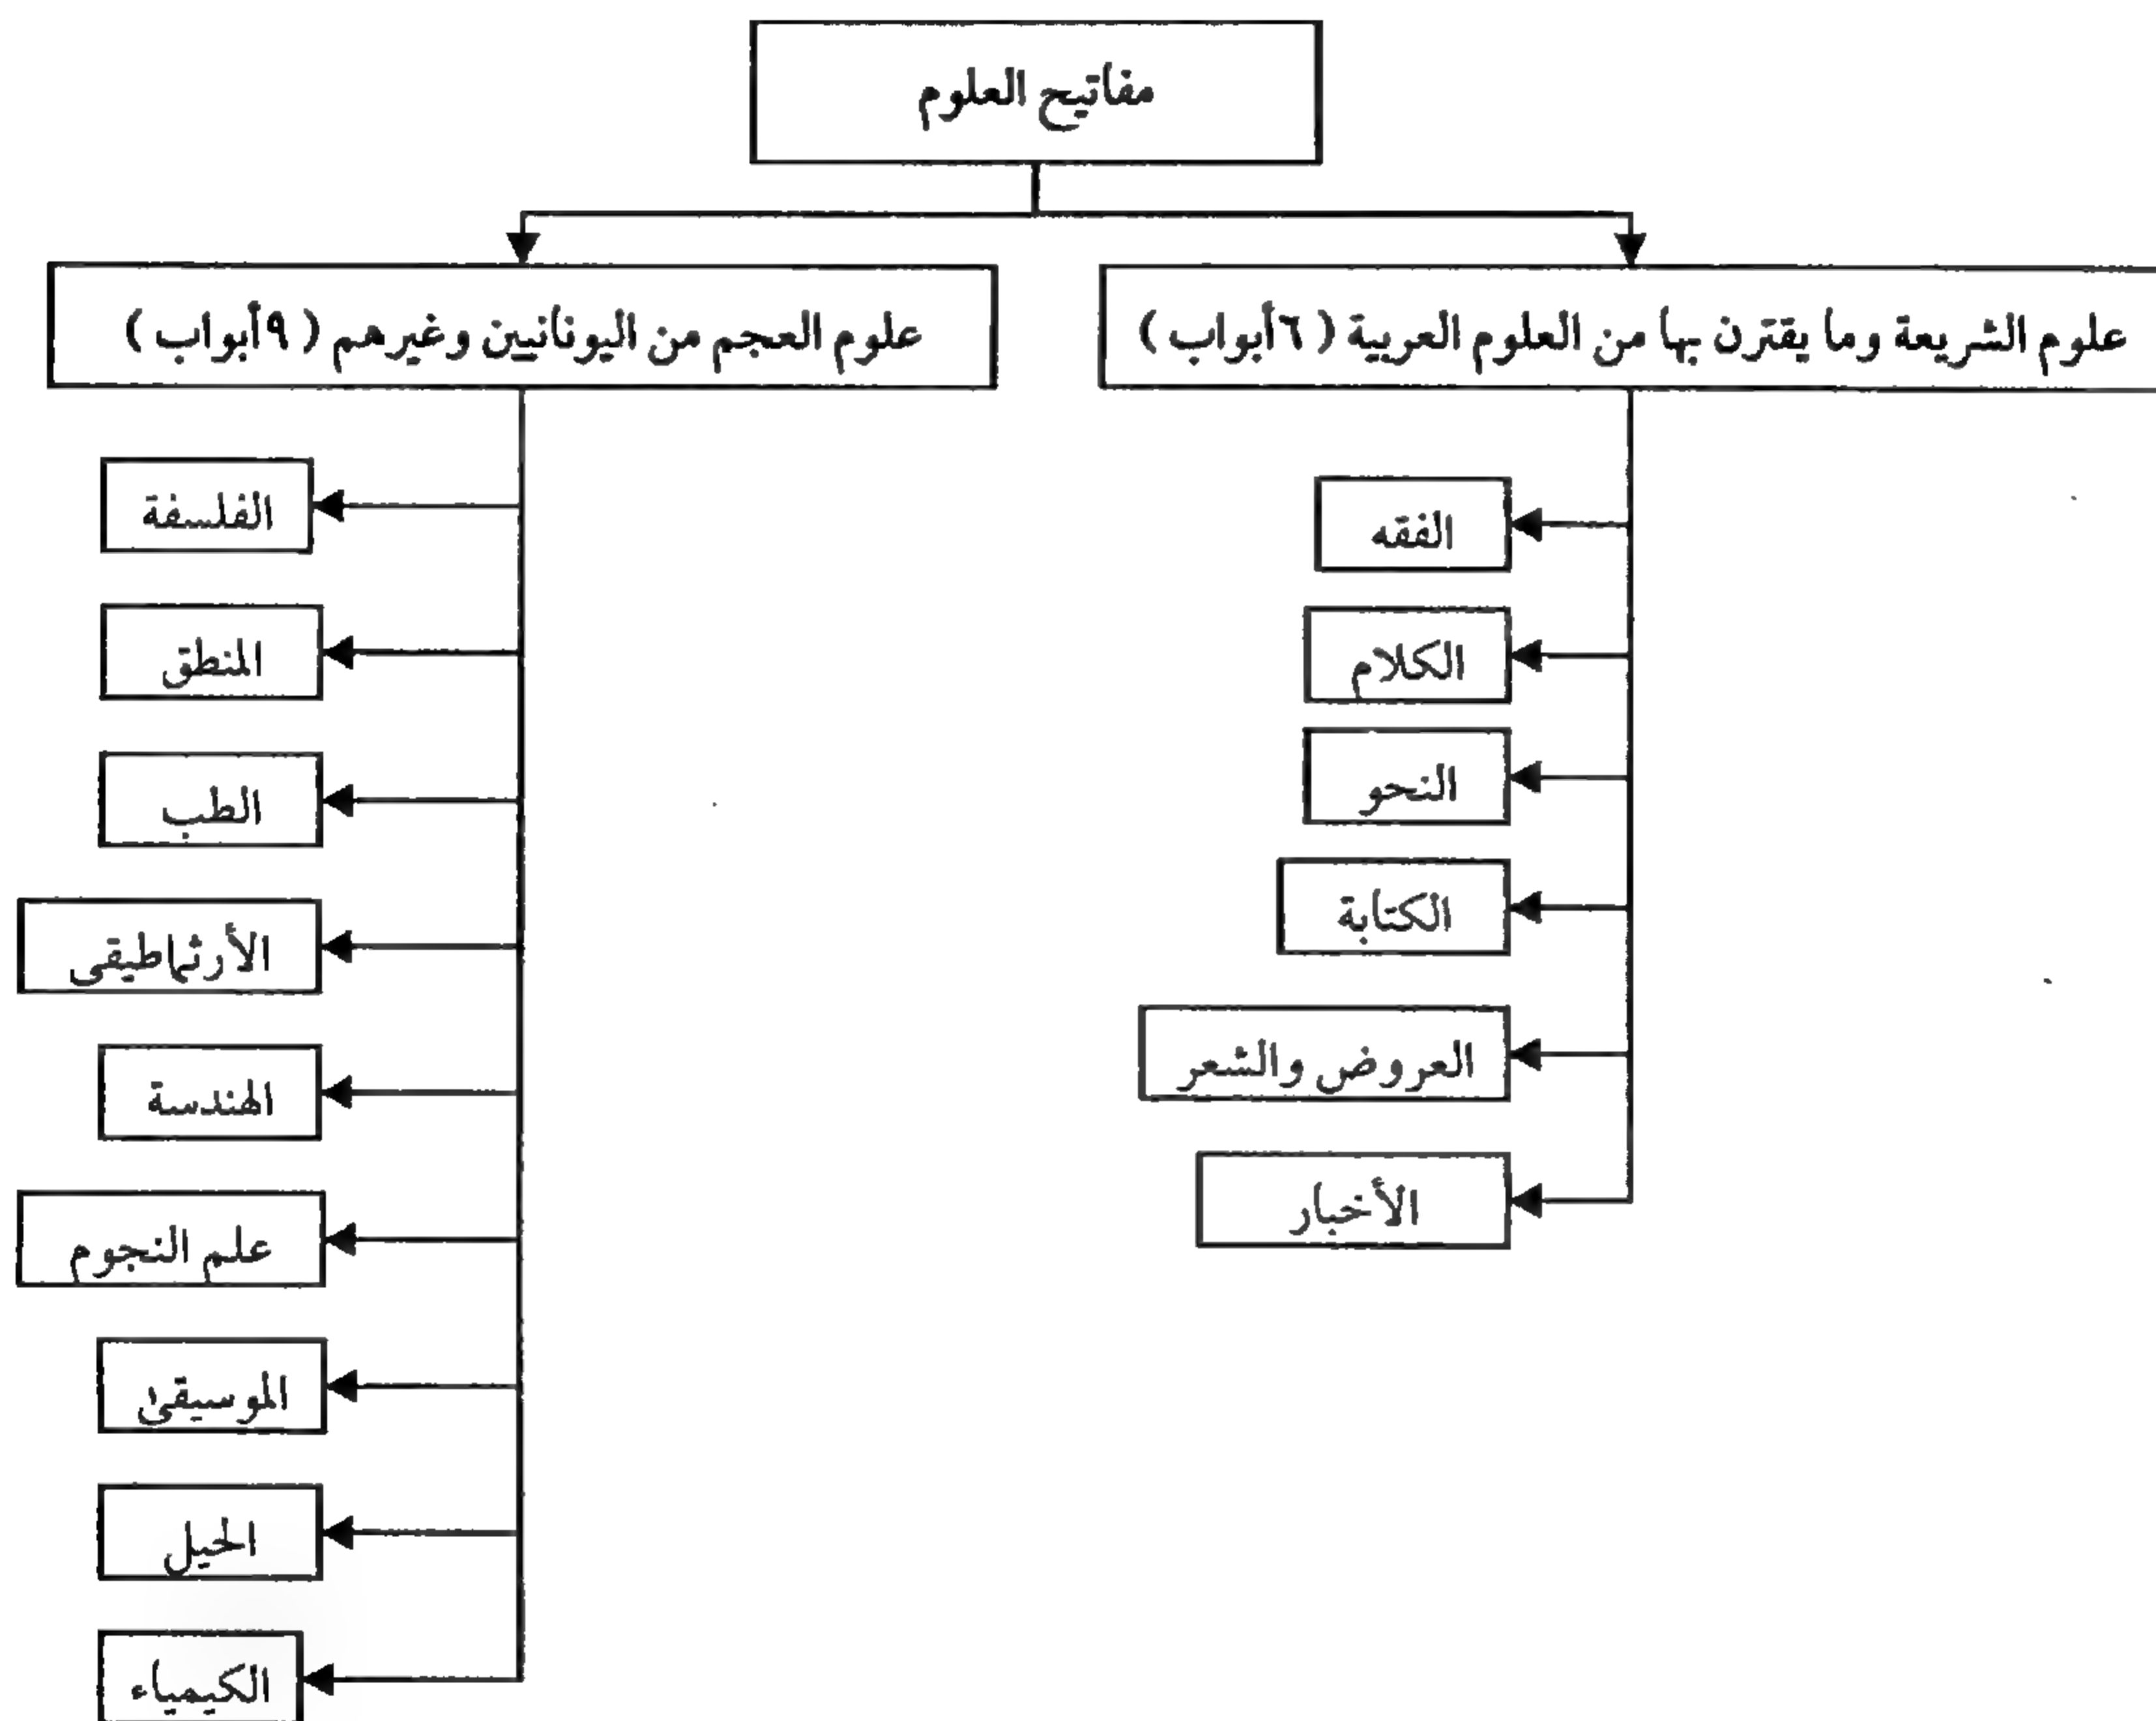 مفاتيح العلوم
علوم الشريعة وما يقترن بها من العلوم العربية (٦أبواب)
الفقه
الكلام
النحو
الكتابة
العروض والشعر
الأخبار
علوم العجم من اليونانيين وغيرهم (٩أبواب)
الفلسفة
المنطق
الطب
الأرثماطيقى
الهندسة
علم النجوم
الموسيقى
الحيل
الكيمياء